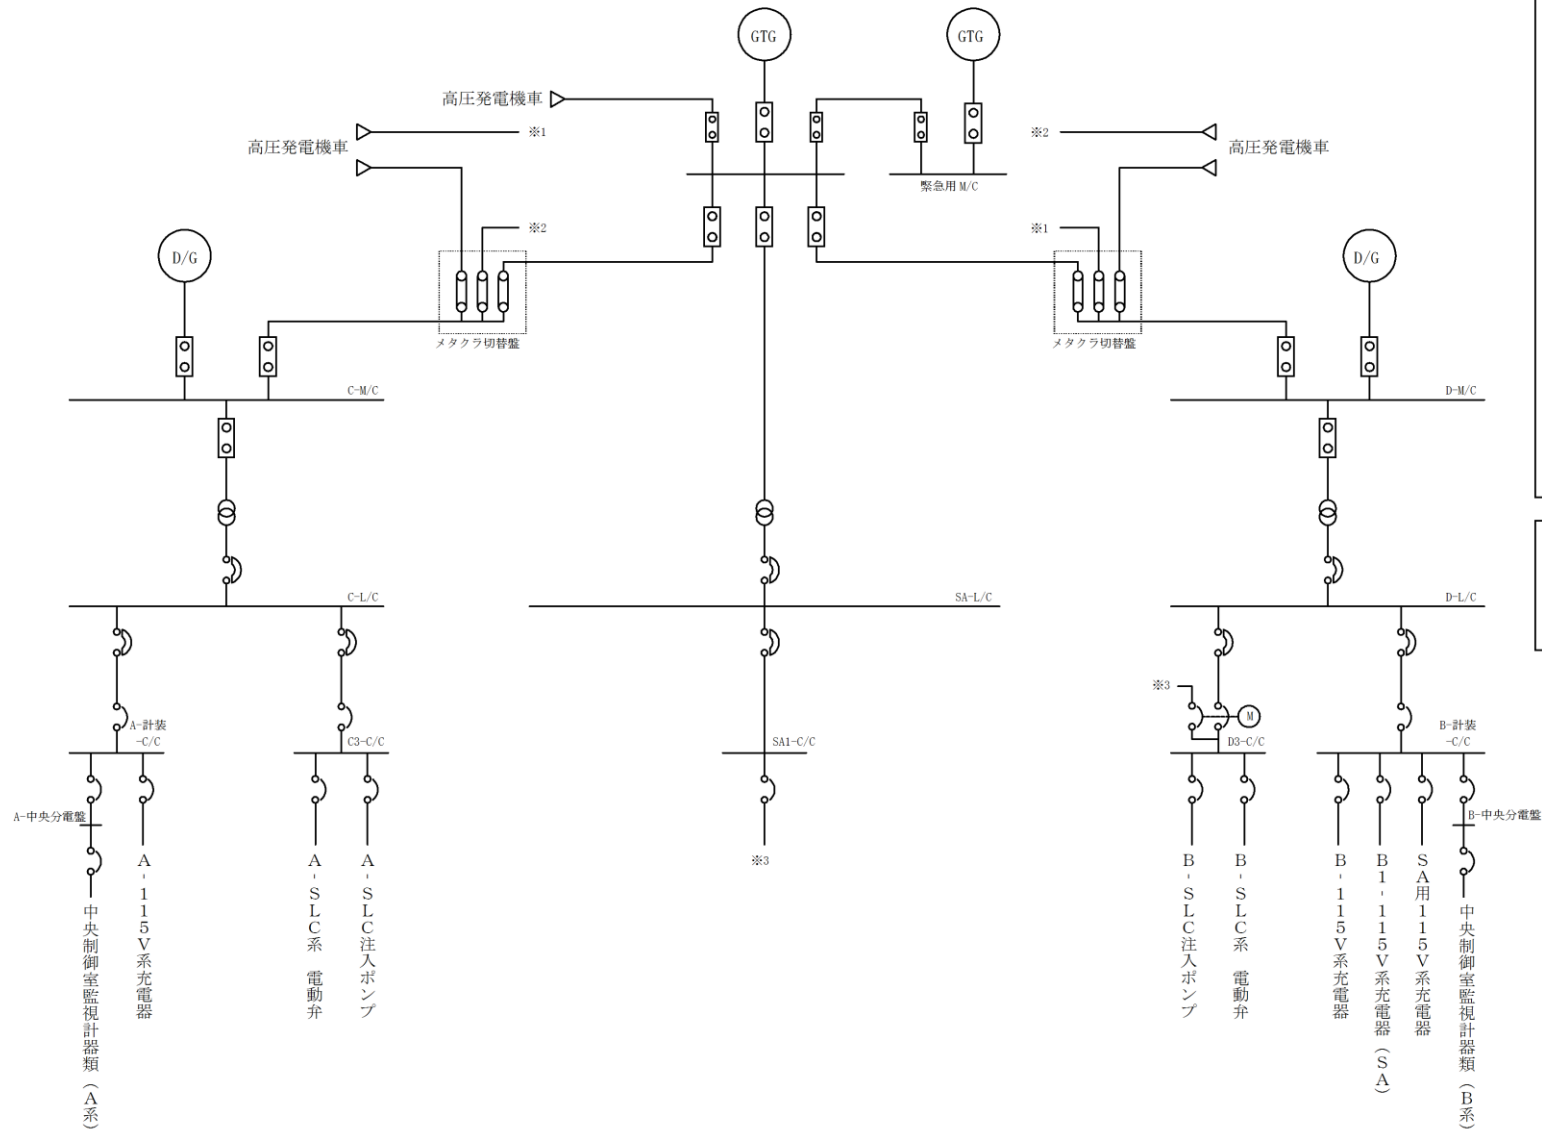 GTG
GTG
高圧発電機車
※1
高圧発電機車
※2
高圧発電機車
緊急用 M/C
※2
※1
D/G
D/G
メタクラ切替盤
メタクラ切替盤
C-M/C
D-M/C
C-L/C
SA-L/C
D-L/C
※3
M
A-計装
-C/C
C3-C/C
SA1-C/C
D3-C/C
B-計装
-C/C
A-中央分電盤
B-中央分電盤
※3
中央制御室監視計器類（A系）
A-115V系充電器
A-SLC系　電動弁
A-SLC注入ポンプ
B-SLC注入ポンプ
B-SLC系　電動弁
B-115V系充電器
B1-115V系充電器（SA）
SA用115V系充電器
中央制御室監視計器類（B系）